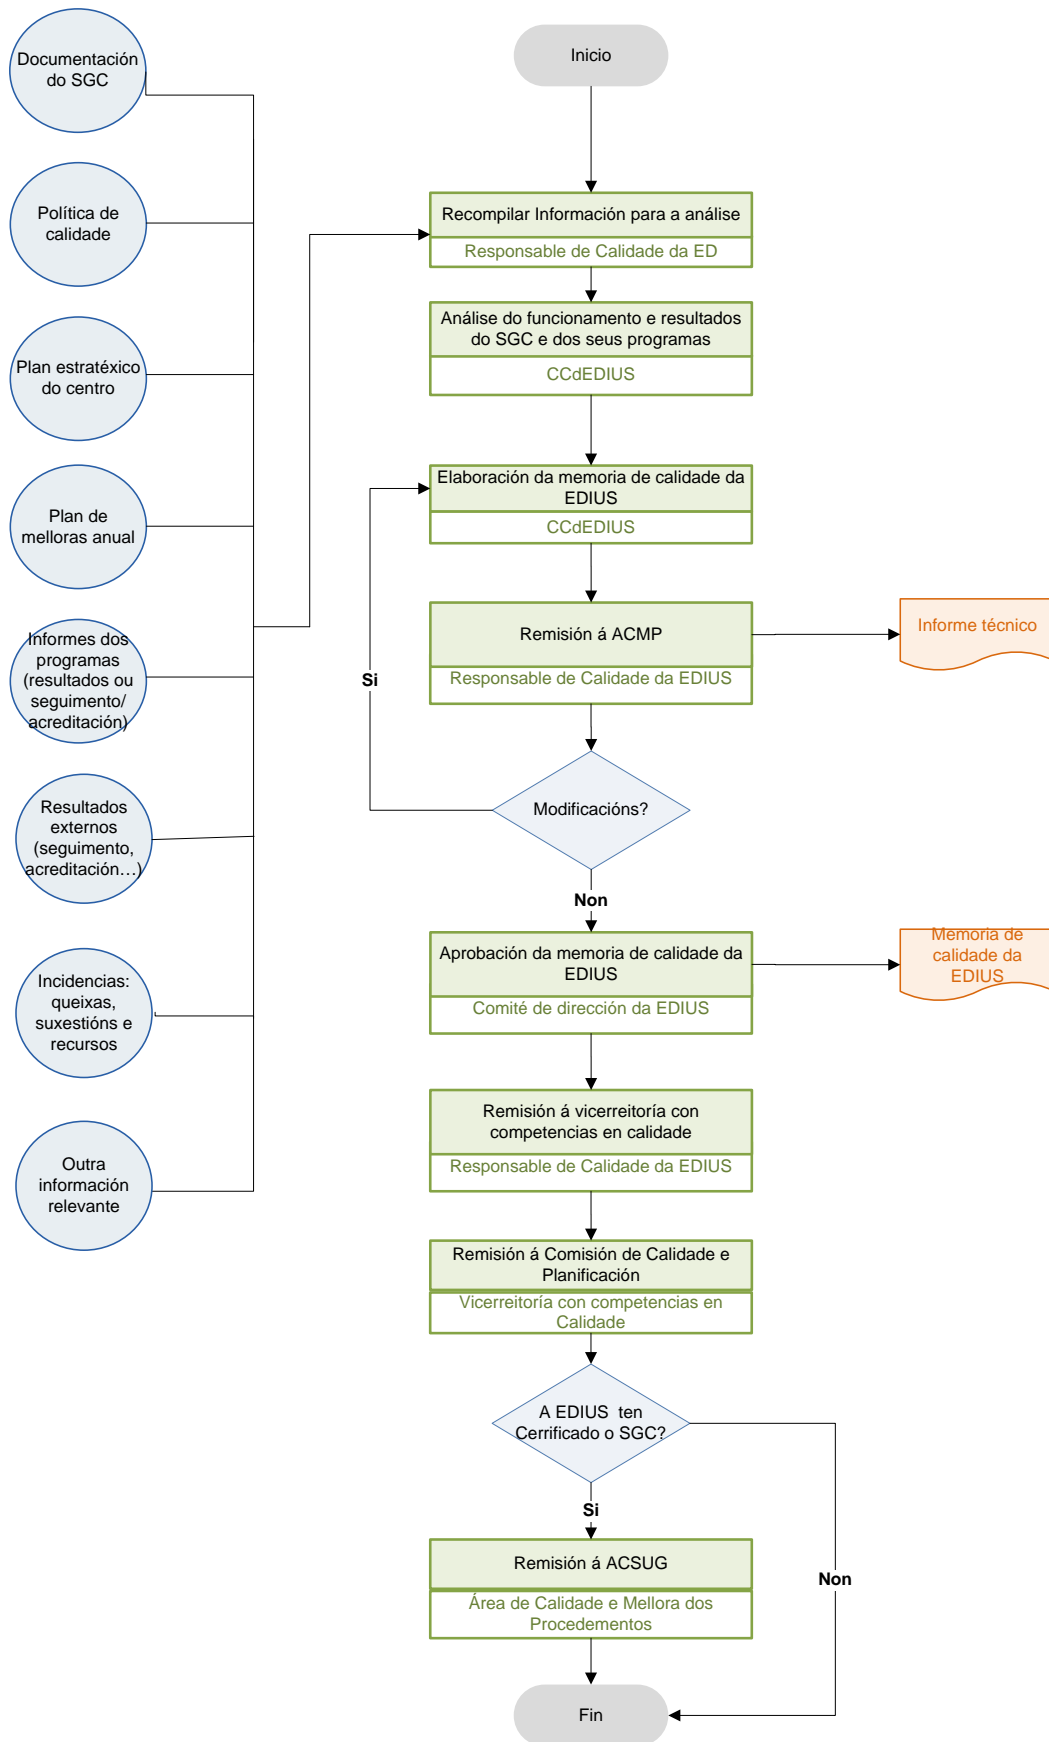 Documentación
do SGC
Política de
calidade
Plan estratéxico
do centro
Plan de
melloras anual
Informes dos
programas
(resultados ou
seguimento/
acreditación)
Resultados
externos
(seguimento,
acreditación…)
Incidencias:
queixas,
suxestións e
recursos
Outra
información
relevante
Inicio
Recompilar Información para a análise
Responsable de Calidade da ED
Análise do funcionamento e resultados
do SGC e dos seus programas
CCdEDIUS
Elaboración da memoria de calidade da
EDIUS
CCdEDIUS
Remisión á ACMP
Responsable de Calidade da EDIUS
Informe técnico
Si
Modificacións?
Non
Aprobación da memoria de calidade da
EDIUS
Comité de dirección da EDIUS
Memoria de
calidade da
EDIUS
Remisión á vicerreitoría con
competencias en calidade
Responsable de Calidade da EDIUS
Remisión á Comisión de Calidade e
Planificación
Vicerreitoría con competencias en
Calidade
A EDIUS ten
Cerrificado o SGC?
Si
Non
Remisión á ACSUG
Área de Calidade e Mellora dos
Procedementos
Fin